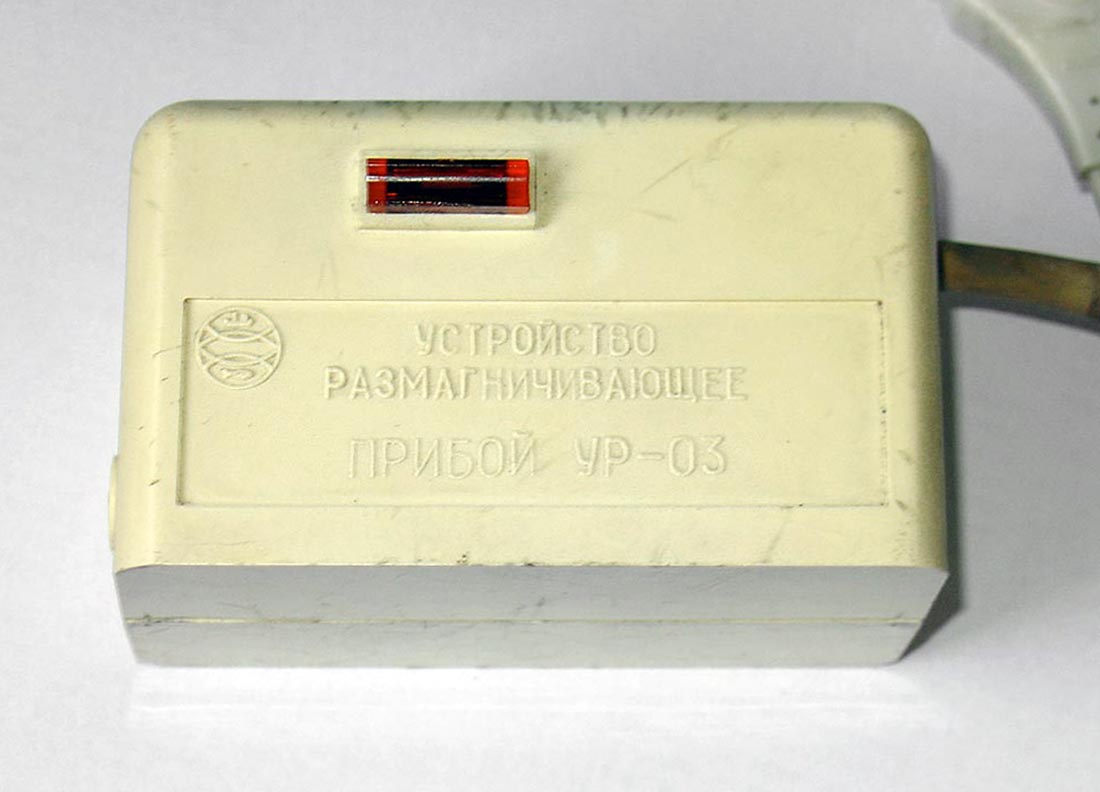 УСТРОЙСТВО
РАЗМАГНИЧИВАЮЩЕЕ
ПРИБОЙ УР-03